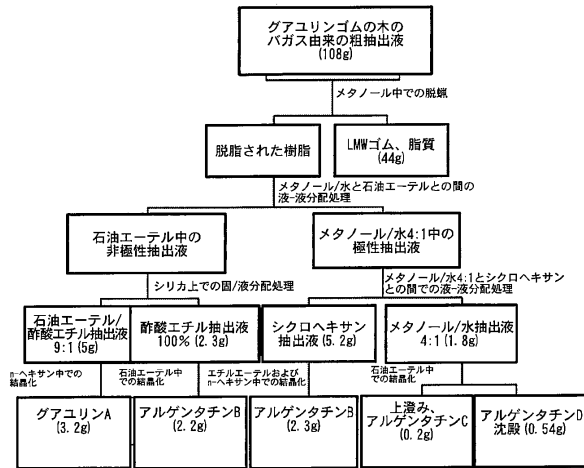 グアユリンゴムの木の
バガス由来の粗抽出液
(108g)
メタノール中での脱蝋
脱脂された樹脂
LMWゴム、脂質
(44g)
メタノール/水と石油エーテルとの間の
液-液分配処理
石油エーテル中の
非極性抽出液
メタノール/水4:1中の
極性抽出液
シリカ上での固/液分配処理
メタノール/水4:1とシクロヘキサン
との間での液-液分配処理
石油エーテル/
酢酸エチル抽出液
9:1 (5g)
酢酸エチル抽出液
100% (2.3g)
シクロヘキサン
抽出液 (5.2g)
メタノール/水抽出液
4:1 (1.8g)
n-ヘキサン中での
結晶化
石油エーテル中
での結晶化
エチルエーテルおよび
n-ヘキサン中での結晶化
石油エーテル中
での結晶化
グアユリンA
(3.2g)
アルゲンタチンB
(2.2g)
アルゲンタチンB
(2.3g)
上澄み、
アルゲンタチンC
(0.2g)
アルゲンタチンD
沈殿 (0.54g)